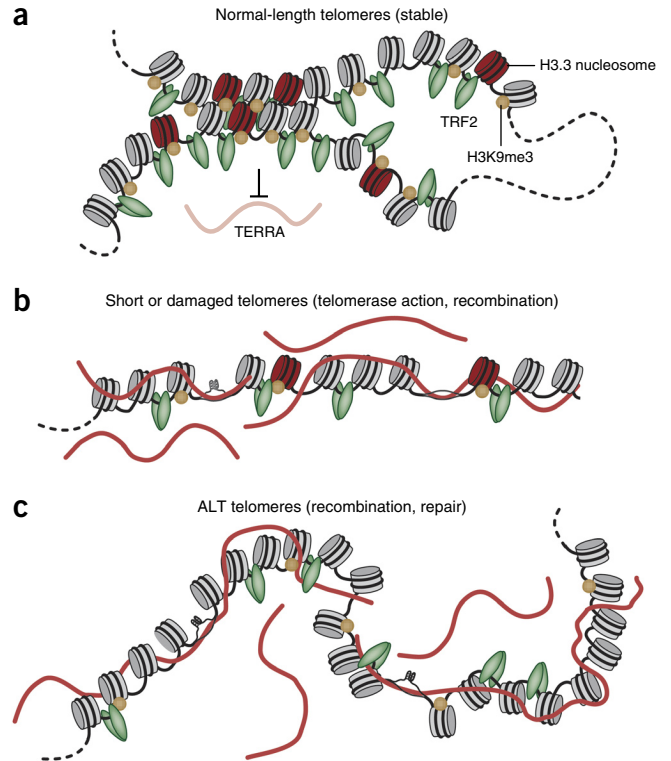 a
Normal-length telomeres (stable)
H3.3 nucleosome
TRF2
H3K9me3
TERRA
b
Short or damaged telomeres (telomerase action, recombination)
c
ALT telomeres (recombination, repair)